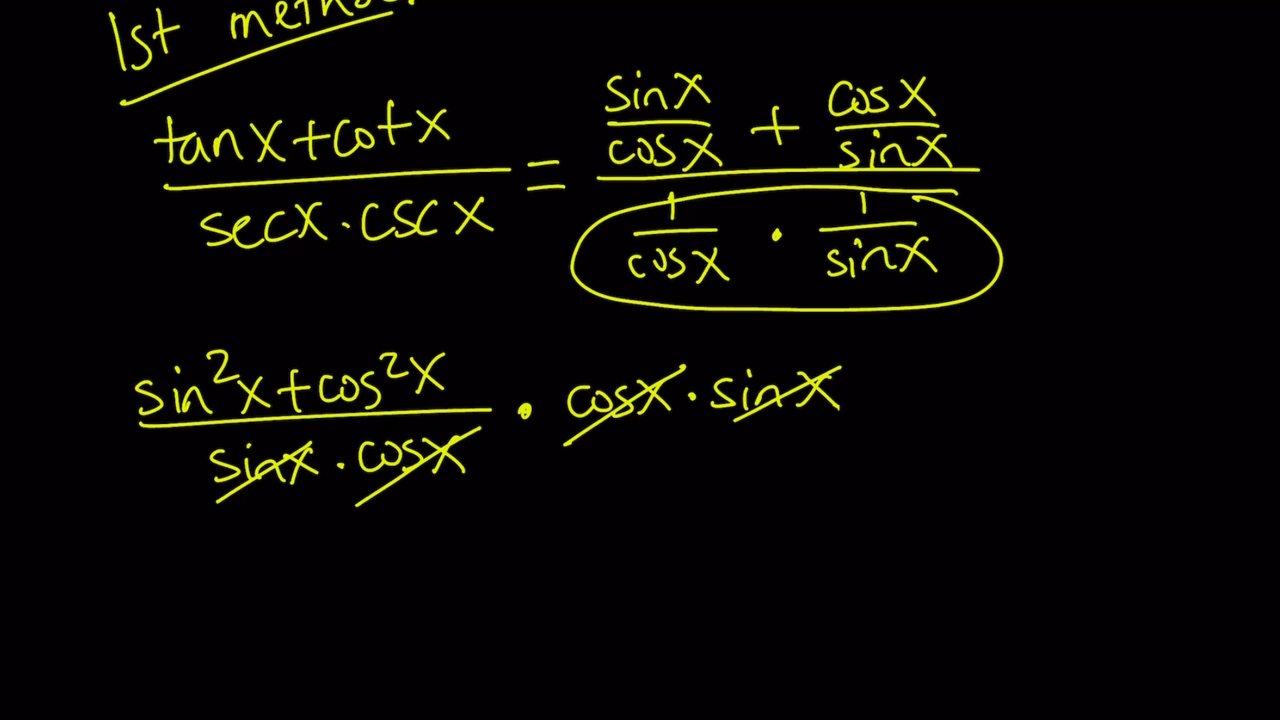 1st method
tanx+cotx / secx·cscx = (sinx/cosx + cosx/sinx) / (1/cosx · 1/sinx)
sin²x+cos²x / sinx·cosx · cosx·sinx